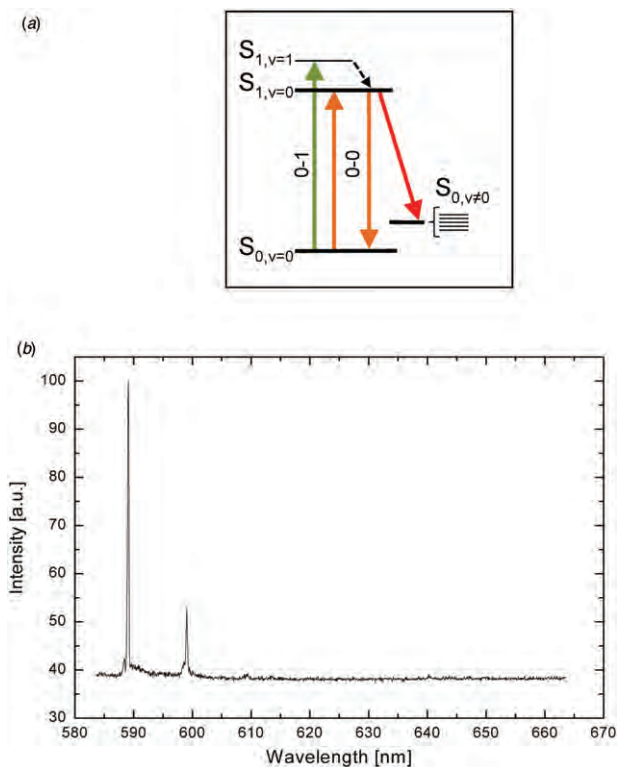 (a)
S1,v=1
S1,v=0
0-1
0-0
S0,v≠0
S0,v=0
(b)
100
90
80
70
60
50
40
30
Intensity [a.u.]
580 590 600 610 620 630 640 650 660 670
Wavelength [nm]